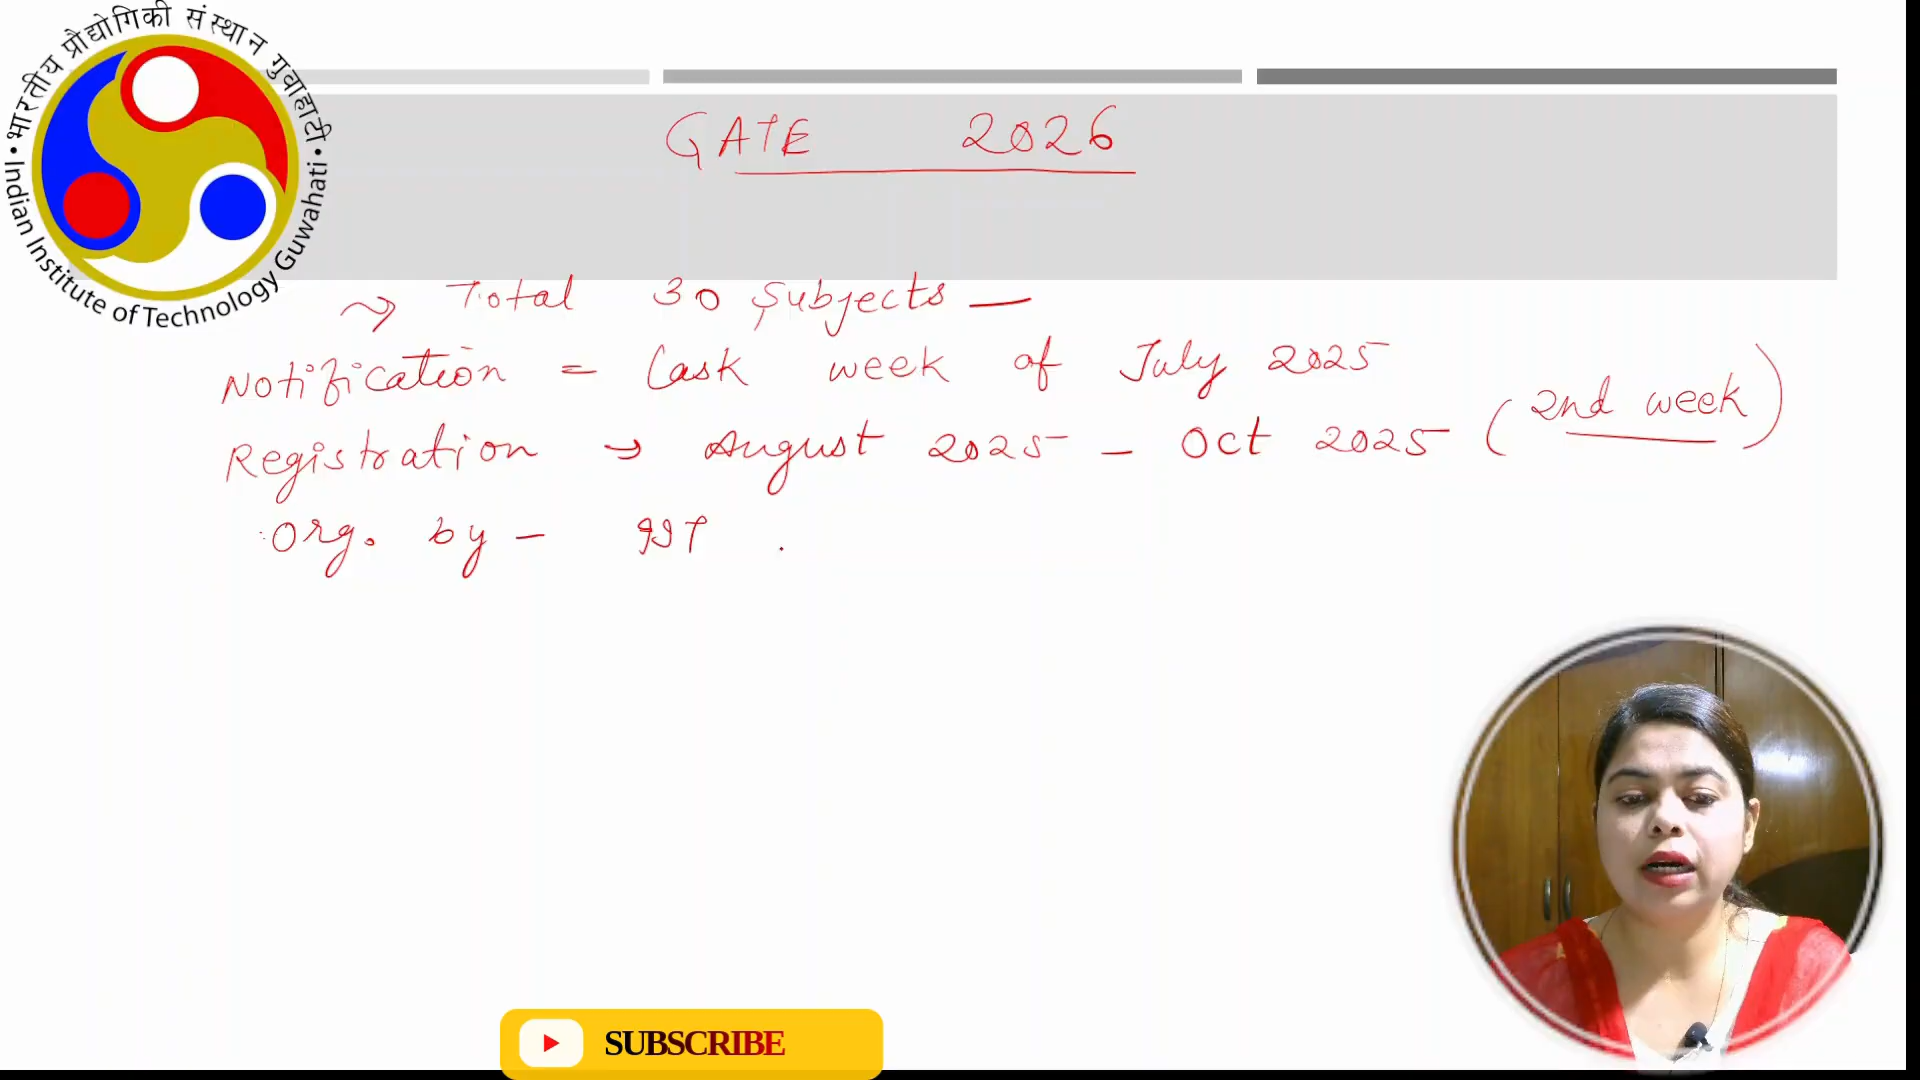 भारतीय प्रौद्योगिकी संस्थान गुवाहाटी
Indian Institute of Technology Guwahati
GATE 2026
Total 30 Subjects —
Notification = Last week of July 2025
Registration → August 2025 - Oct 2025 (2nd week)
Org. by - IIT
SUBSCRIBE